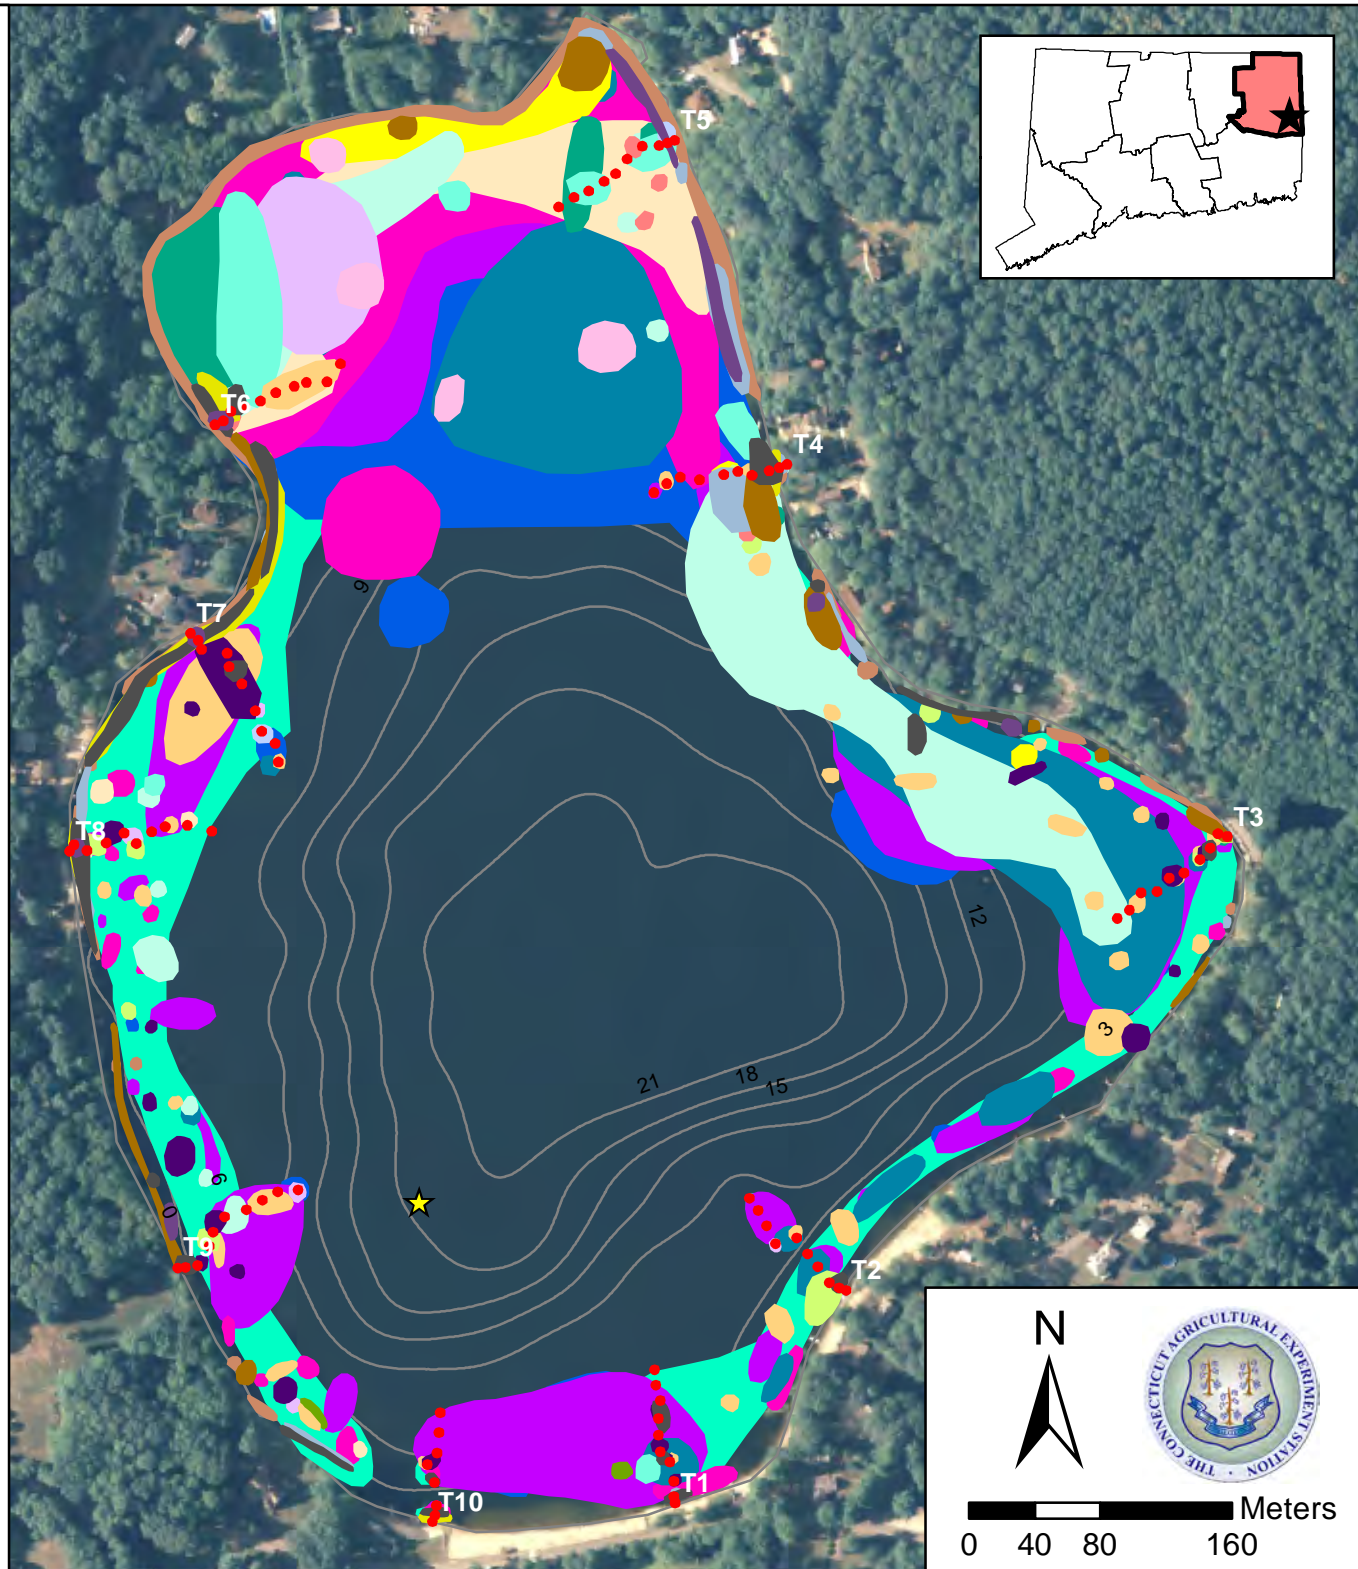 T5
T6
T4
9
T7
T3
T8
12
3
21
18
15
6
0
T9
T2
T1
T10
N
THE CONNECTICUT AGRICULTURAL EXPERIMENT STATION
Meters
0 40 80 160